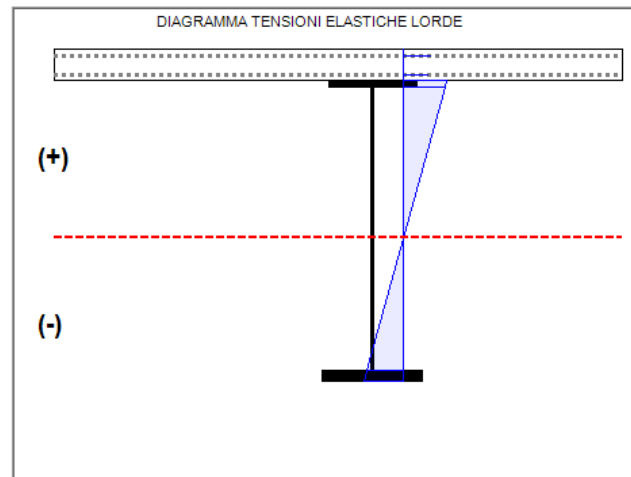 DIAGRAMMA TENSIONI ELASTICHE LORDE
(+)
(-)